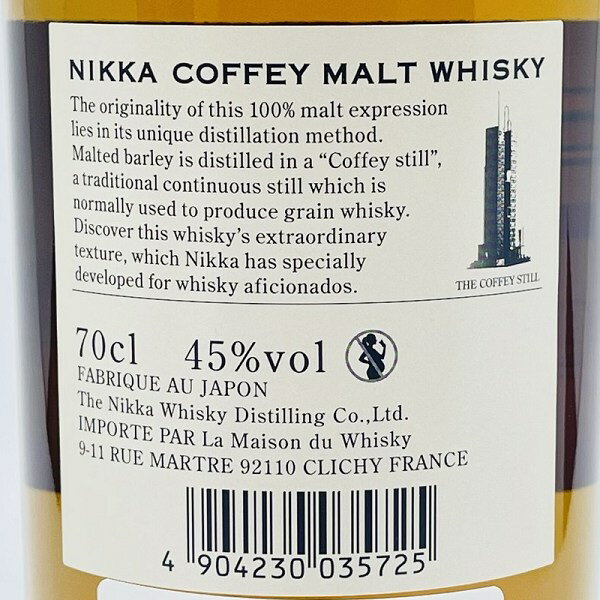 NIKKA COFFEY MALT WHISKY
The originality of this 100% malt expression
lies in its unique distillation method.
Malted barley is distilled in a “Coffey still”,
a traditional continuous still which is
normally used to produce grain whisky.
Discover this whisky’s extraordinary
texture, which Nikka has specially
developed for whisky aficionados.
THE COFFEY STILL
70cl 45%vol
FABRIQUE AU JAPON
The Nikka Whisky Distilling Co.,Ltd.
IMPORTE PAR La Maison du Whisky
9-11 RUE MARTRE 92110 CLICHY FRANCE
4 904230 035725